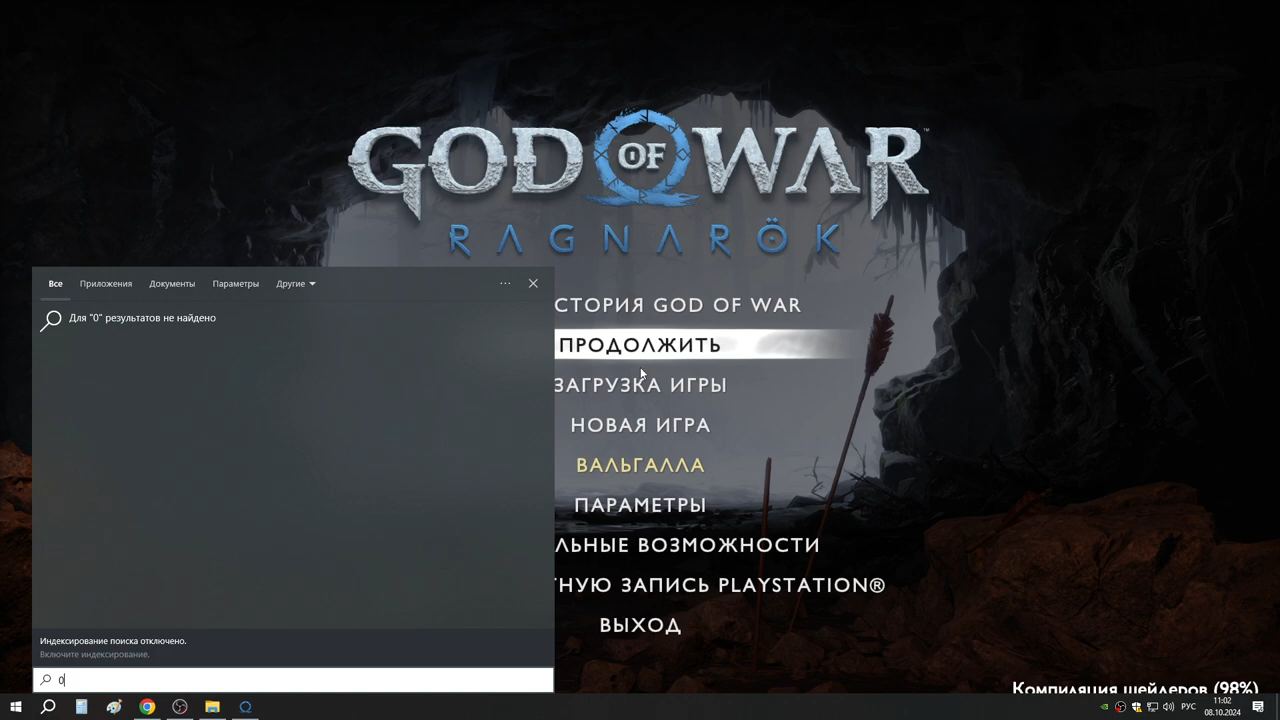 GOD OF WAR
RAGNARÖK
™
Все Приложения Документы Параметры Другие
Для "0" результатов не найдено
СТОРИЯ GOD OF WAR
ПРОДОЛЖИТЬ
ЗАГРУЗКА ИГРЫ
НОВАЯ ИГРА
ВАЛЬГАЛЛА
ПАРАМЕТРЫ
ЛЬНЫЕ ВОЗМОЖНОСТИ
ТНУЮ ЗАПИСЬ PLAYSTATION®
ВЫХОД
Индексирование поиска отключено.
Включите индексирование.
0
Компиляция шейдеров (98%)
РУС
11:02
08.10.2024